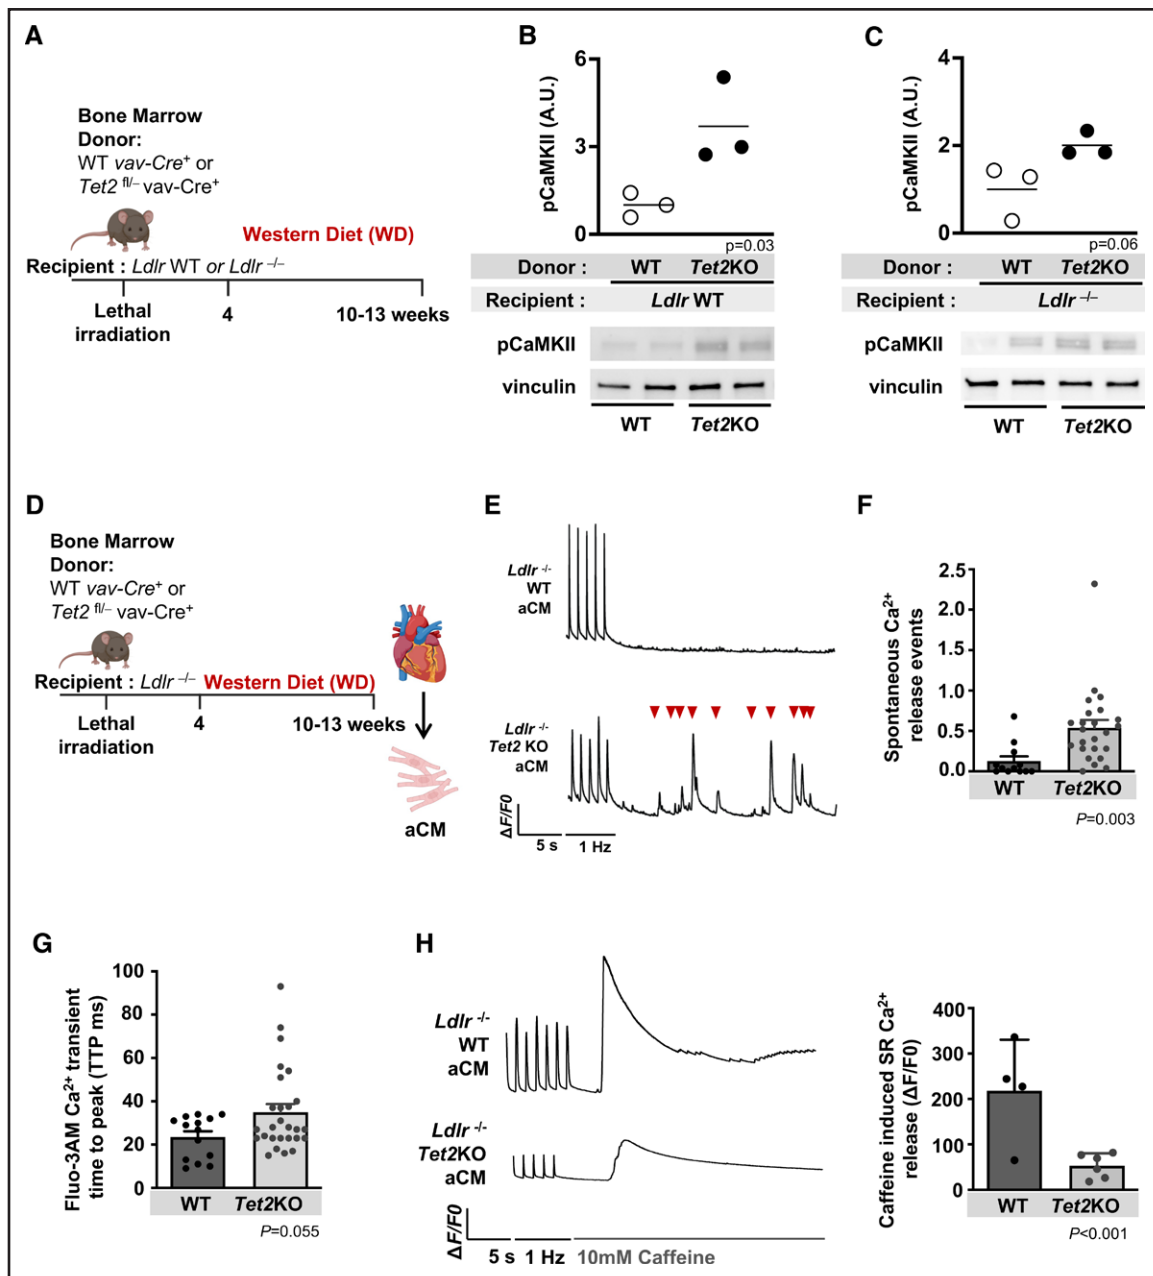 A
Bone Marrow
Donor:
WT vav-Cre⁺ or
Tet2 fl/– vav-Cre⁺
Western Diet (WD)
Recipient : Ldlr WT or Ldlr –/–
Lethal
irradiation
4
10-13 weeks
B
pCaMKII (A.U.)
6
3
0
p=0.03
Donor : WT Tet2KO
Recipient : Ldlr WT
pCaMKII
vinculin
WT Tet2KO
C
pCaMKII (A.U.)
4
2
0
p=0.06
Donor : WT Tet2KO
Recipient : Ldlr –/–
pCaMKII
vinculin
WT Tet2KO
D
Bone Marrow
Donor:
WT vav-Cre⁺ or
Tet2 fl/– vav-Cre⁺
Recipient : Ldlr –/– Western Diet (WD)
Lethal
irradiation
4
10-13 weeks
aCM
E
Ldlr -/-
WT
aCM
Ldlr -/-
Tet2 KO
aCM
ΔF/F0
5 s 1 Hz
F
Spontaneous Ca²⁺
release events
2.5
2.0
1.5
1.0
0.5
0.0
WT Tet2KO
P=0.003
G
Fluo-3AM Ca²⁺ transient
time to peak (TTP ms)
100
80
60
40
20
0
WT Tet2KO
P=0.055
H
Ldlr -/-
WT
aCM
Ldlr -/-
Tet2KO
aCM
ΔF/F0
5 s 1 Hz 10mM Caffeine
Caffeine induced SR Ca²⁺
release (ΔF/F0)
400
300
200
100
0
WT Tet2KO
P<0.001